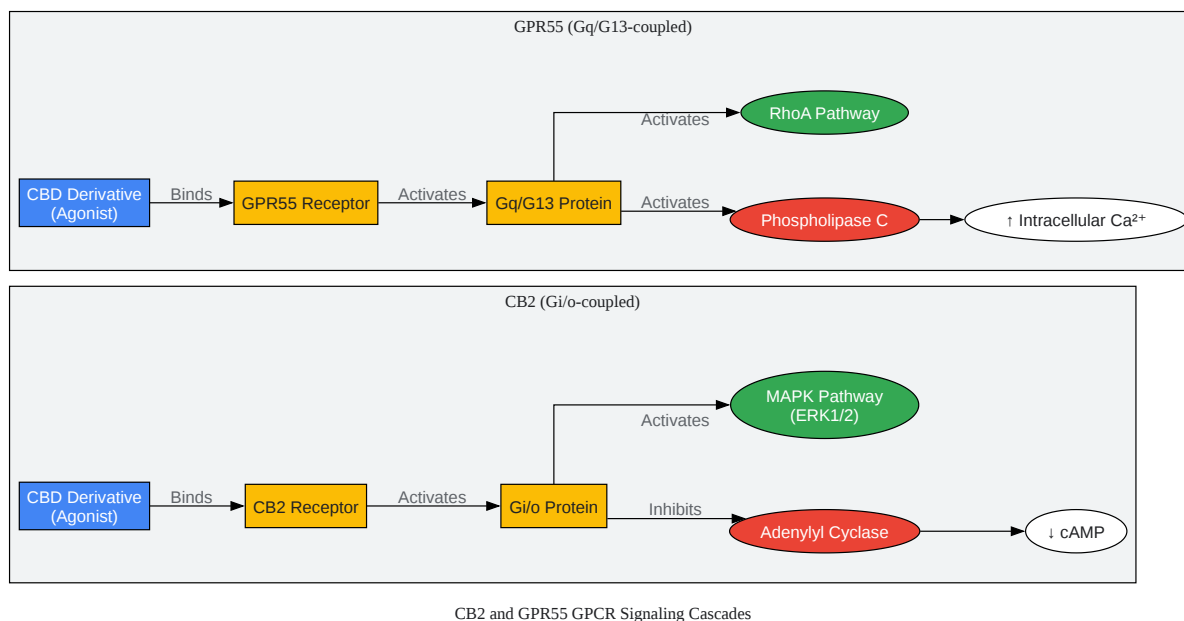 GPR55 (Gq/G13-coupled)
RhoA Pathway
Activates
CBD Derivative
(Agonist)
Binds
GPR55 Receptor
Activates
Gq/G13 Protein
Activates
Phospholipase C
↑ Intracellular Ca²⁺
CB2 (Gi/o-coupled)
MAPK Pathway
(ERK1/2)
Activates
CBD Derivative
(Agonist)
Binds
CB2 Receptor
Activates
Gi/o Protein
Inhibits
Adenylyl Cyclase
↓ cAMP
CB2 and GPR55 GPCR Signaling Cascades